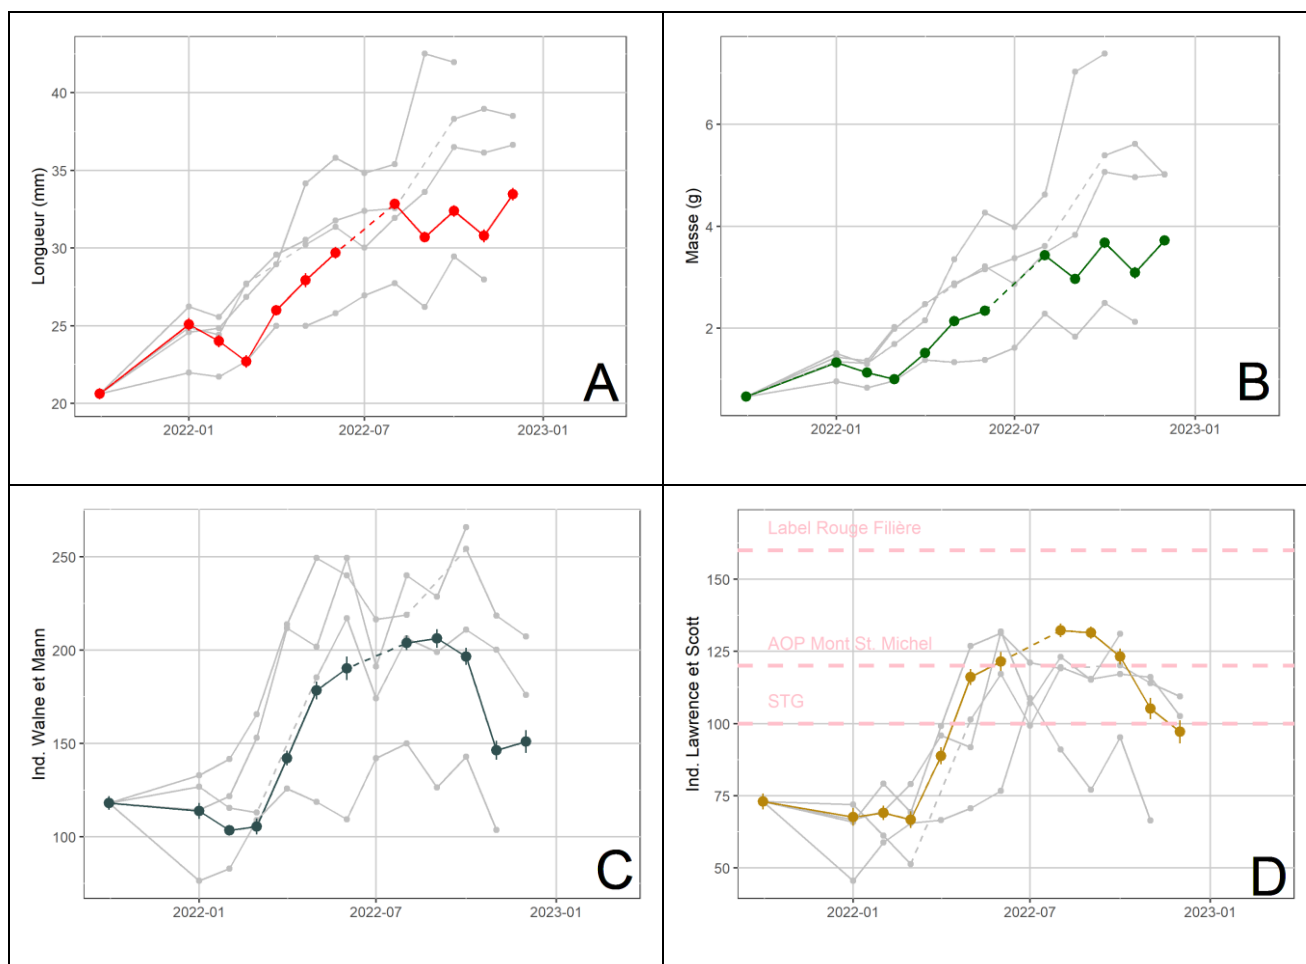 Longueur (mm)
40
35
30
25
20
2022-01
2022-07
2023-01
A
Masse (g)
6
4
2
2022-01
2022-07
2023-01
B
Ind. Walne et Mann
250
200
150
100
2022-01
2022-07
2023-01
C
Ind. Lawrence et Scott
Label Rouge Filière
150
AOP Mont St. Michel
125
STG
100
75
50
2022-01
2022-07
2023-01
D